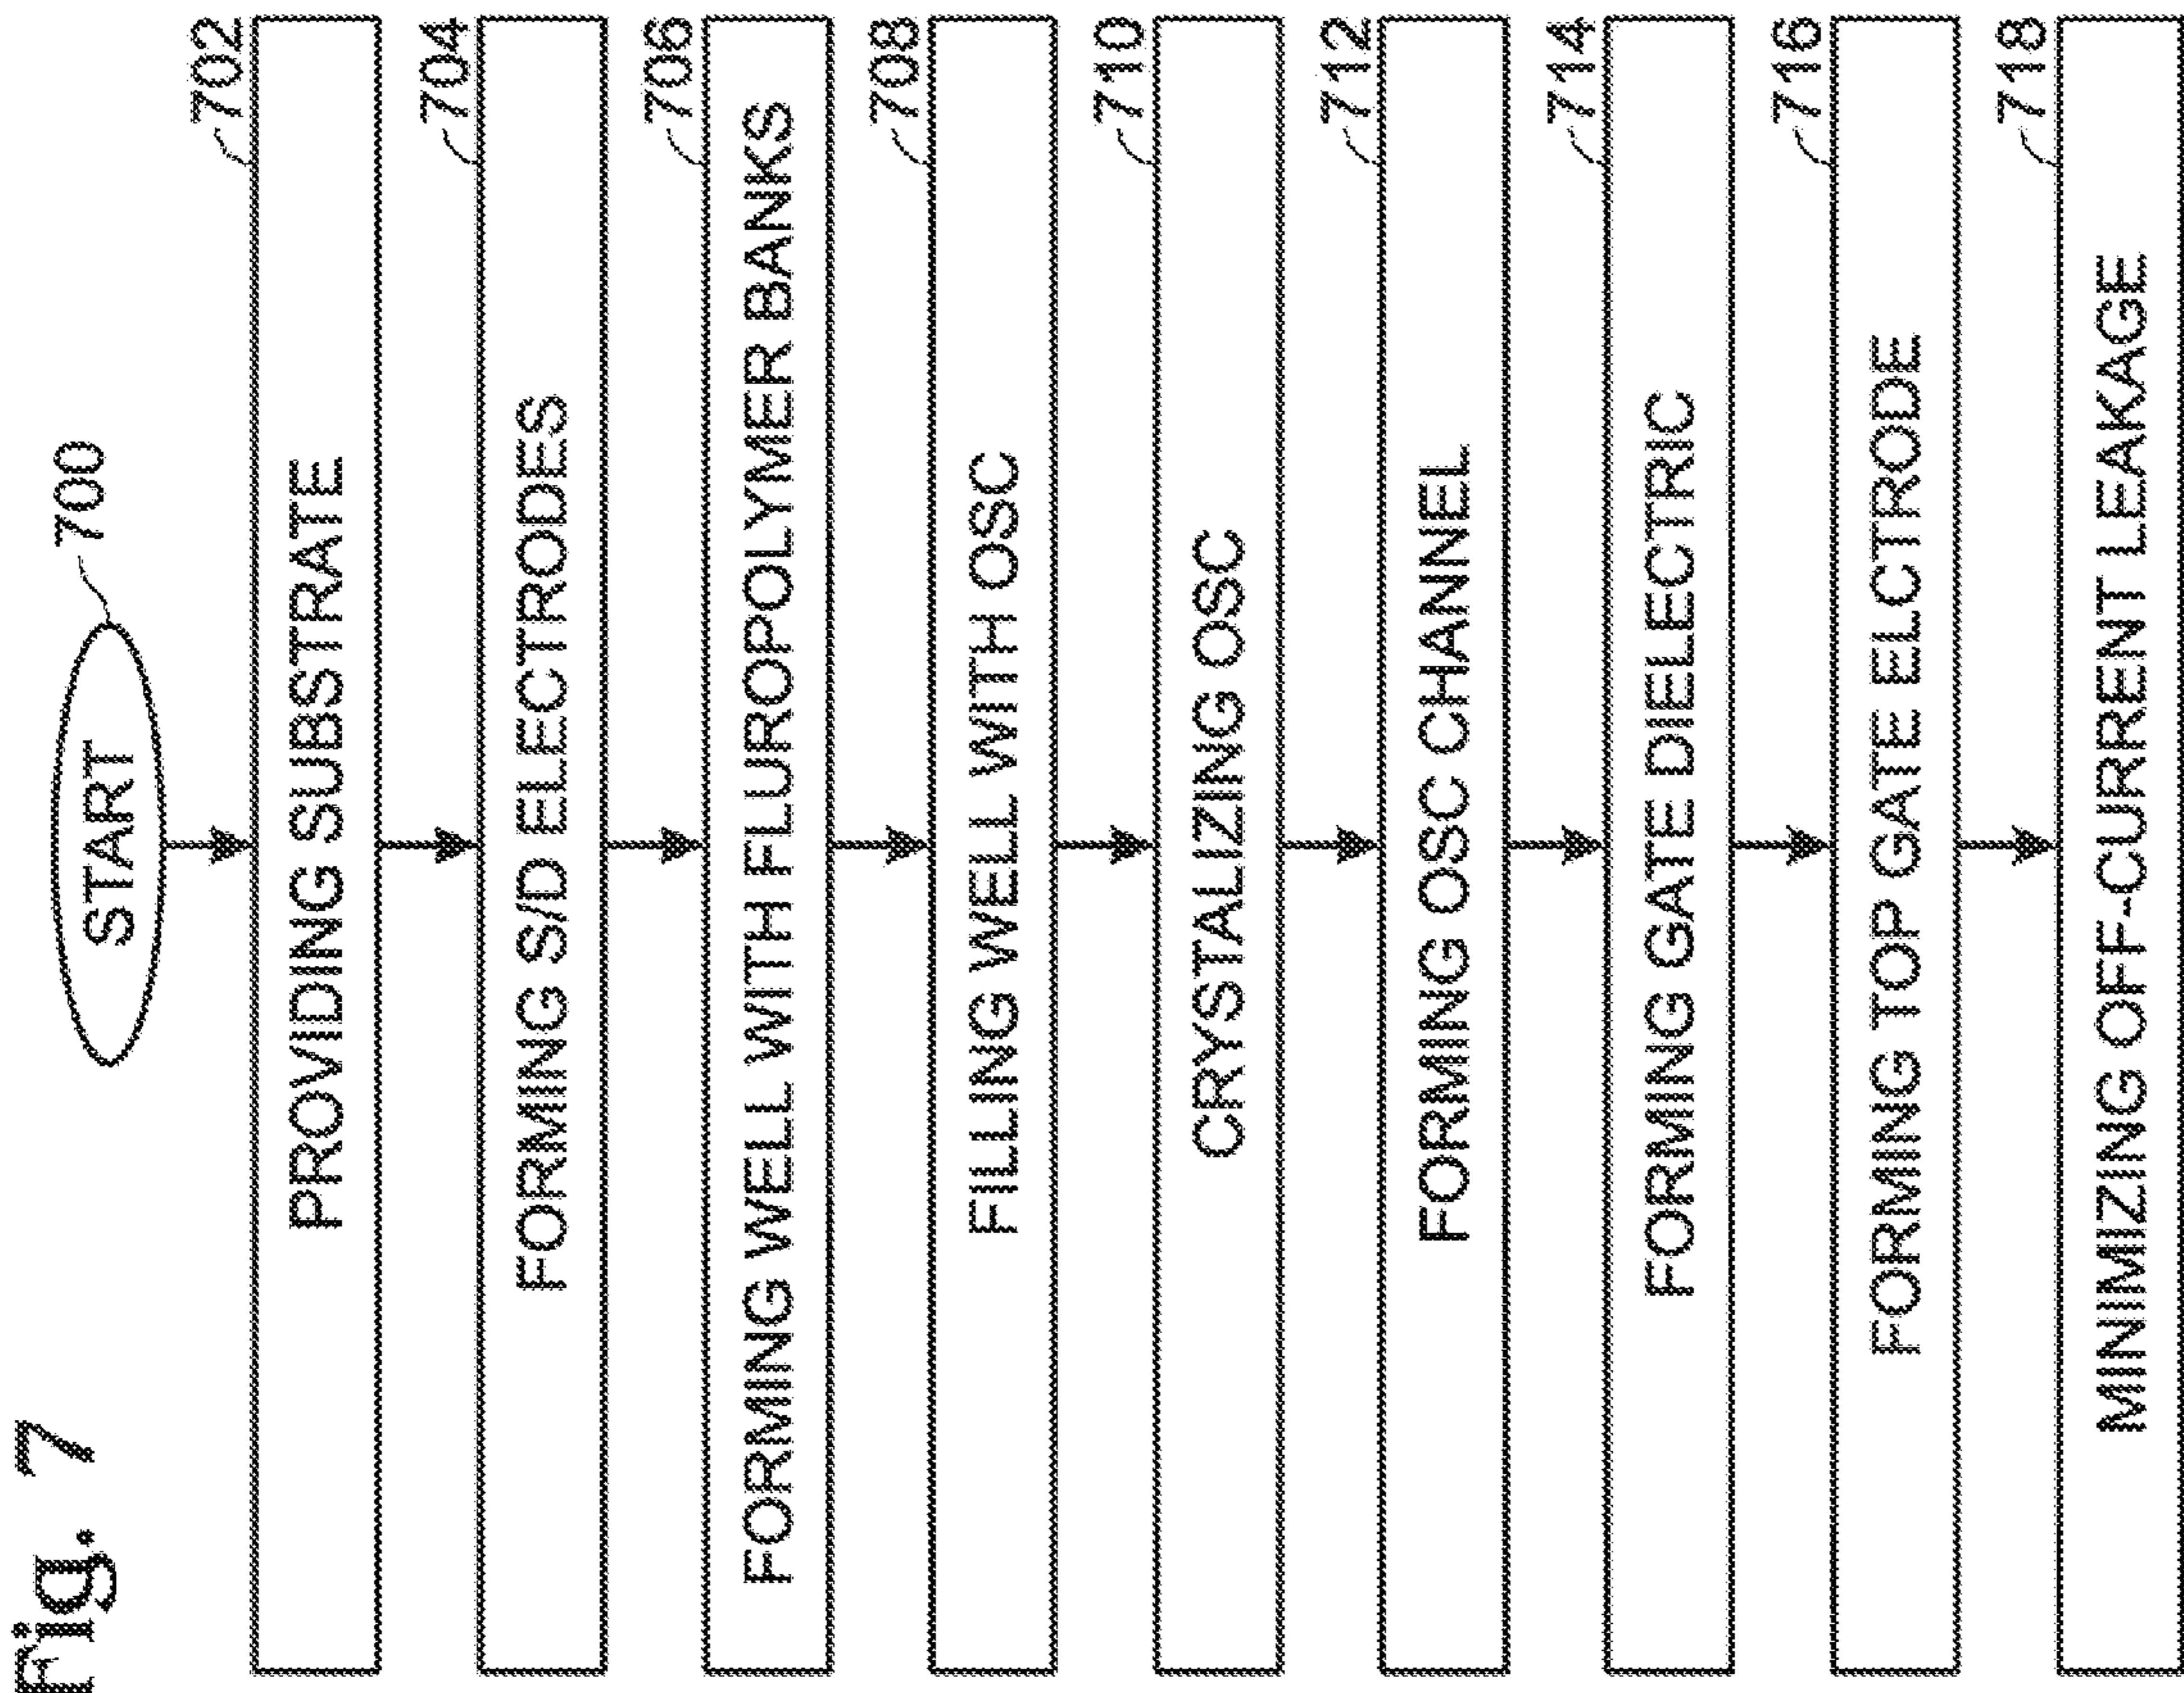 Fig. 7
START
700
702
PROVIDING SUBSTRATE
704
FORMING S/D ELECTRODES
706
FORMING WELL WITH FLUROPOLYMER BANKS
708
FILLING WELL WITH OSC
710
CRYSTALIZING OSC
712
FORMING OSC CHANNEL
714
FORMING GATE DIELECTRIC
716
FORMING TOP GATE ELCTRODE
718
MINIMIZING OFF-CURRENT LEAKAGE